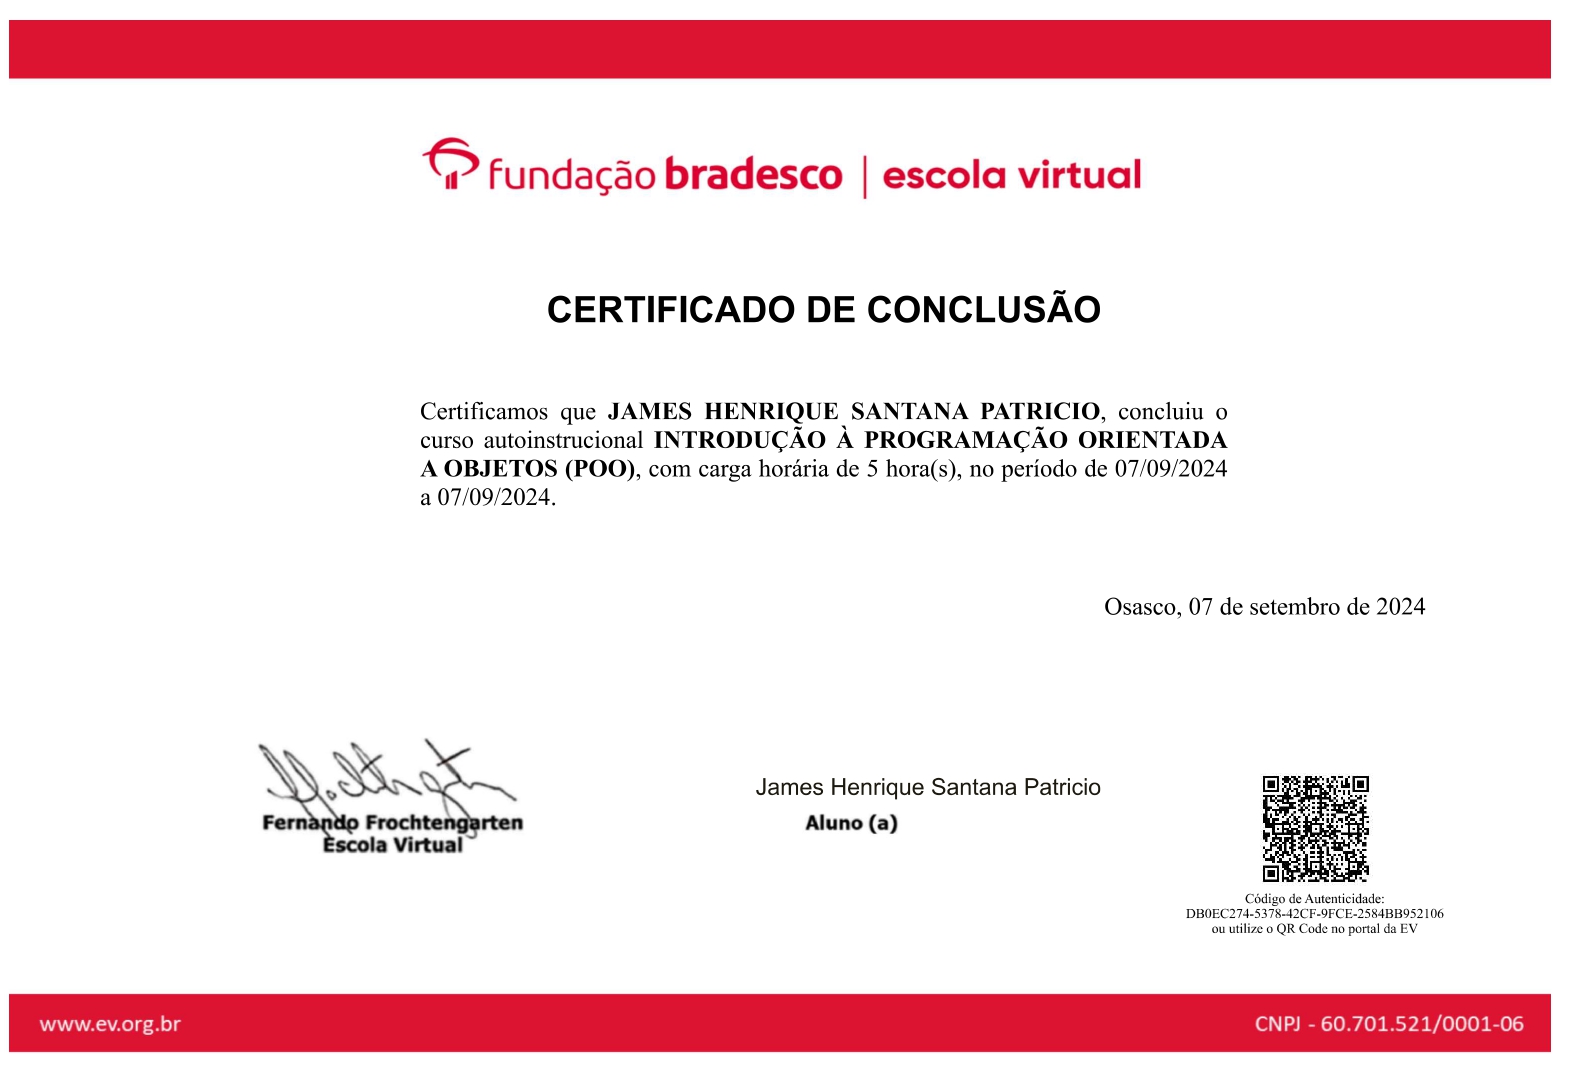 fundação bradesco | escola virtual
CERTIFICADO DE CONCLUSÃO
Certificamos que JAMES HENRIQUE SANTANA PATRICIO, concluiu o
curso autoinstrucional INTRODUÇÃO À PROGRAMAÇÃO ORIENTADA
A OBJETOS (POO), com carga horária de 5 hora(s), no período de 07/09/2024
a 07/09/2024.
Osasco, 07 de setembro de 2024
Fernando Frochtengarten
Escola Virtual
James Henrique Santana Patricio
Aluno (a)
Código de Autenticidade:
DB0EC274-5378-42CF-9FCE-2584BB952106
ou utilize o QR Code no portal da EV
www.ev.org.br
CNPJ - 60.701.521/0001-06